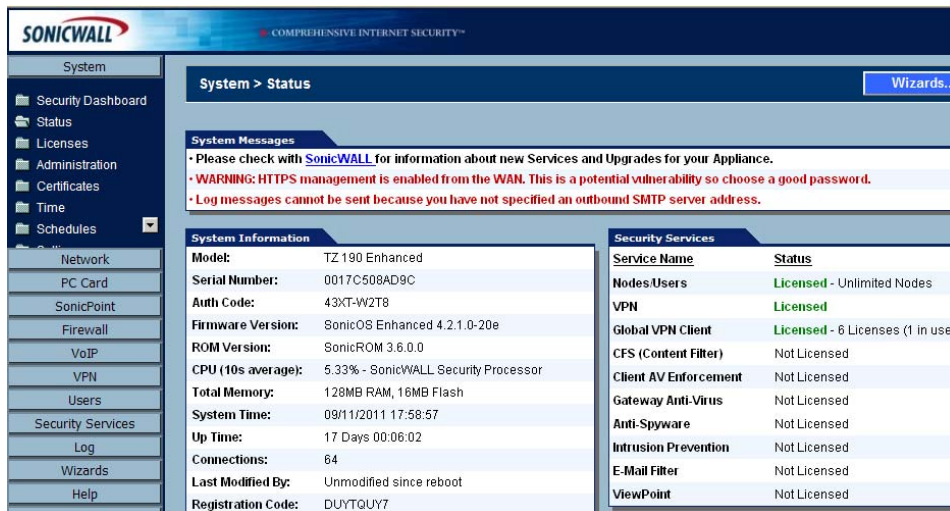 SONICWALL
COMPREHENSIVE INTERNET SECURITY™
System
Security Dashboard
Status
Licenses
Administration
Certificates
Time
Schedules
Network
PC Card
SonicPoint
Firewall
VoIP
VPN
Users
Security Services
Log
Wizards
Help
System > Status
Wizards..
System Messages
· Please check with SonicWALL for information about new Services and Upgrades for your Appliance.
· WARNING: HTTPS management is enabled from the WAN. This is a potential vulnerability so choose a good password.
· Log messages cannot be sent because you have not specified an outbound SMTP server address.
System Information
Model: TZ 190 Enhanced
Serial Number: 0017C508AD9C
Auth Code: 43XT-W2T8
Firmware Version: SonicOS Enhanced 4.2.1.0-20e
ROM Version: SonicROM 3.6.0.0
CPU (10s average): 5.33% - SonicWALL Security Processor
Total Memory: 128MB RAM, 16MB Flash
System Time: 09/11/2011 17:58:57
Up Time: 17 Days 00:06:02
Connections: 64
Last Modified By: Unmodified since reboot
Registration Code: DUYTQUY7
Security Services
Service Name Status
Nodes/Users Licensed - Unlimited Nodes
VPN Licensed
Global VPN Client Licensed - 6 Licenses (1 in use
CFS (Content Filter) Not Licensed
Client AV Enforcement Not Licensed
Gateway Anti-Virus Not Licensed
Anti-Spyware Not Licensed
Intrusion Prevention Not Licensed
E-Mail Filter Not Licensed
ViewPoint Not Licensed